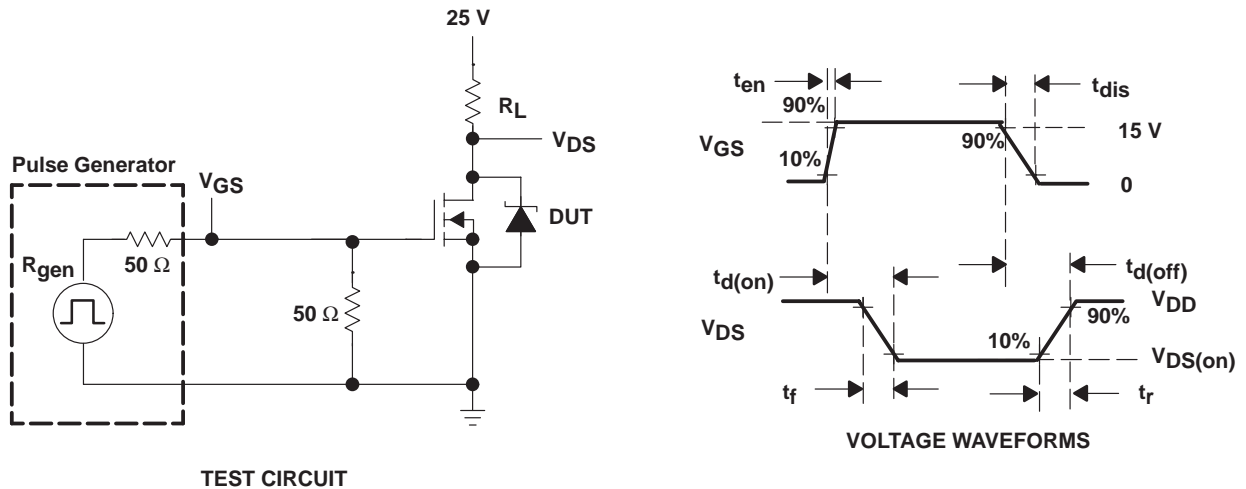 25 V
RL
VDS
Pulse Generator
VGS
DUT
Rgen
50 Ω
50 Ω
TEST CIRCUIT
ten
tdis
90%
VGS
90%
15 V
10%
0
td(on)
td(off)
VDD
VDS
90%
10%
VDS(on)
tf
tr
VOLTAGE WAVEFORMS